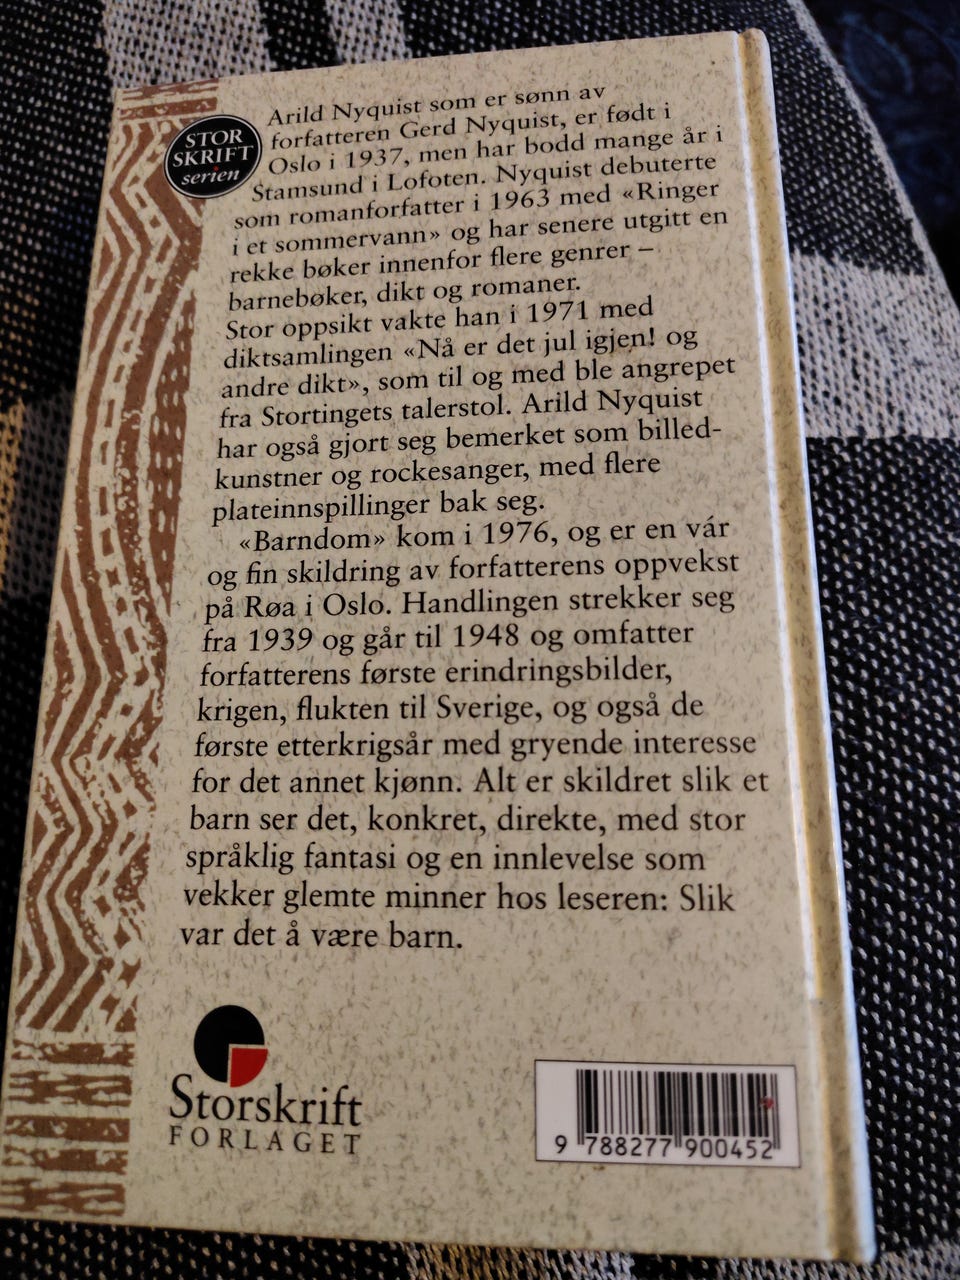 STOR
SKRIFT
serien
Arild Nyquist som er sønn av
forfatteren Gerd Nyquist, er født i
Oslo i 1937, men har bodd mange år i
Stamsund i Lofoten. Nyquist debuterte
som romanforfatter i 1963 med «Ringer
i et sommervann» og har senere utgitt en
rekke bøker innenfor flere genrer –
barnebøker, dikt og romaner.
Stor oppsikt vakte han i 1971 med
diktsamlingen «Nå er det jul igjen! og
andre dikt», som til og med ble angrepet
fra Stortingets talerstol. Arild Nyquist
har også gjort seg bemerket som billed-
kunstner og rockesanger, med flere
plateinnspillinger bak seg.
«Barndom» kom i 1976, og er en vár
og fin skildring av forfatterens oppvekst
på Røa i Oslo. Handlingen strekker seg
fra 1939 og går til 1948 og omfatter
forfatterens første erindringsbilder,
krigen, flukten til Sverige, og også de
første etterkrigsår med gryende interesse
for det annet kjønn. Alt er skildret slik et
barn ser det, konkret, direkte, med stor
språklig fantasi og en innlevelse som
vekker glemte minner hos leseren: Slik
var det å være barn.
Storskrift
FORLAGET
9 788277 900452